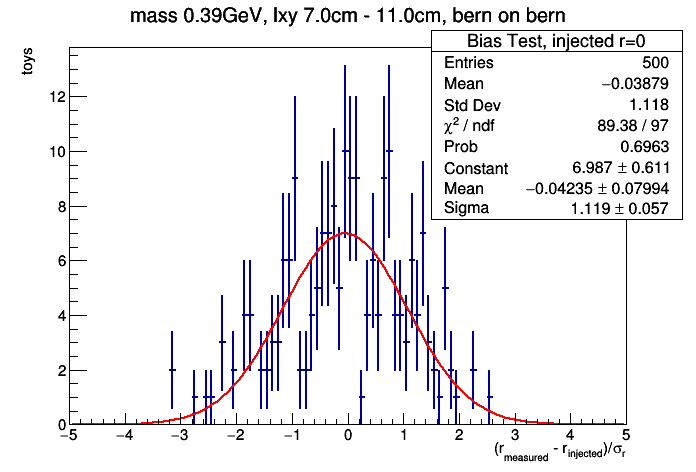 mass 0.39GeV, lxy 7.0cm - 11.0cm, bern on bern
Bias Test, injected r=0
Entries 500
Mean −0.03879
Std Dev 1.118
χ² / ndf 89.38 / 97
Prob 0.6963
Constant 6.987 ± 0.611
Mean −0.04235 ± 0.07994
Sigma 1.119 ± 0.057
toys
12
10
8
6
4
2
0
−5 −4 −3 −2 −1 0 1 2 3 4 5
(r_measured - r_injected)/σ_r